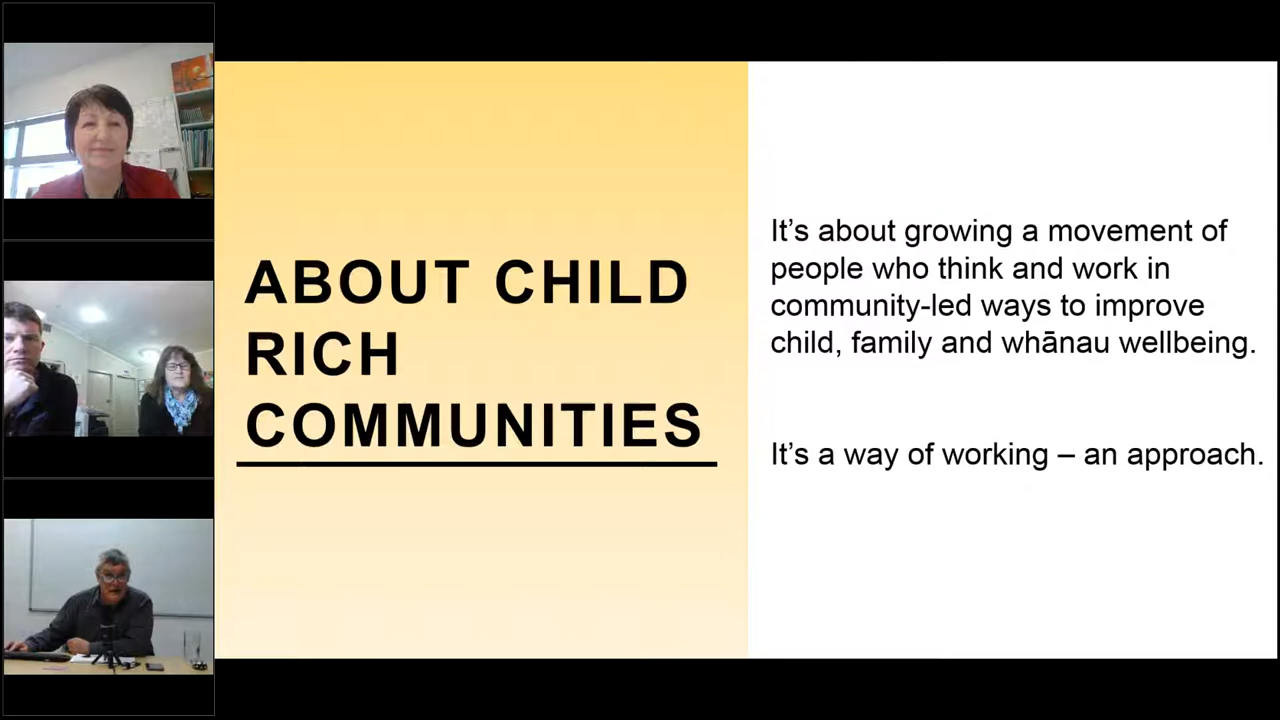 ABOUT CHILD
RICH
COMMUNITIES
It’s about growing a movement of
people who think and work in
community-led ways to improve
child, family and whānau wellbeing.
It’s a way of working – an approach.